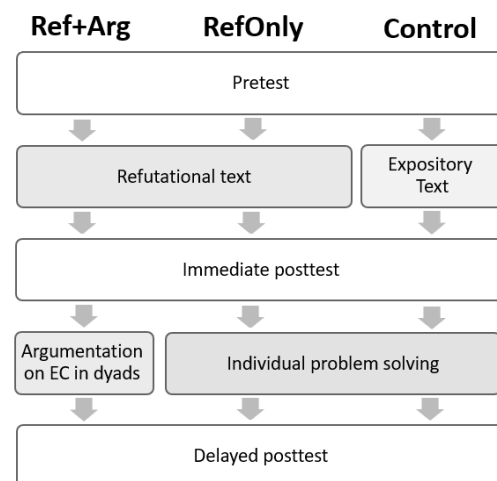 Ref+Arg RefOnly Control
Pretest
Refutational text
Expository
Text
Immediate posttest
Argumentation
on EC in dyads
Individual problem solving
Delayed posttest